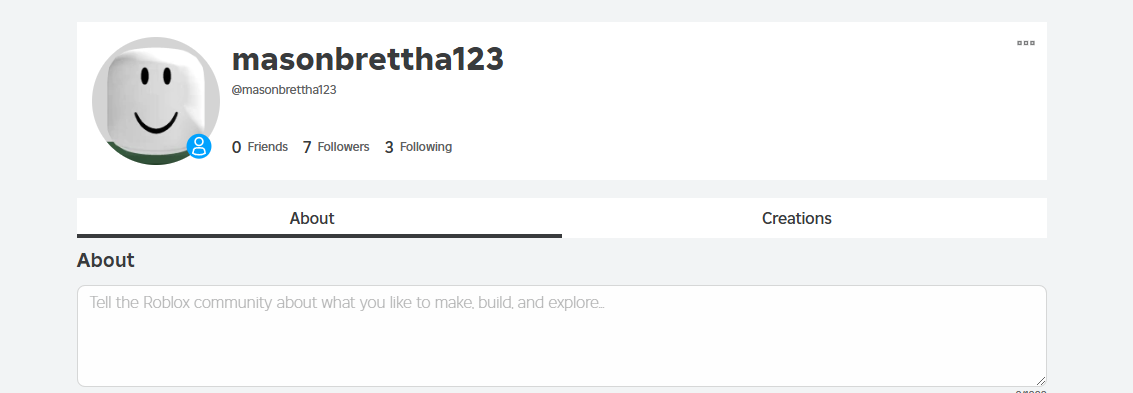 masonbrettha123
@masonbrettha123
0 Friends 7 Followers 3 Following
About Creations
About
Tell the Roblox community about what you like to make, build, and explore...